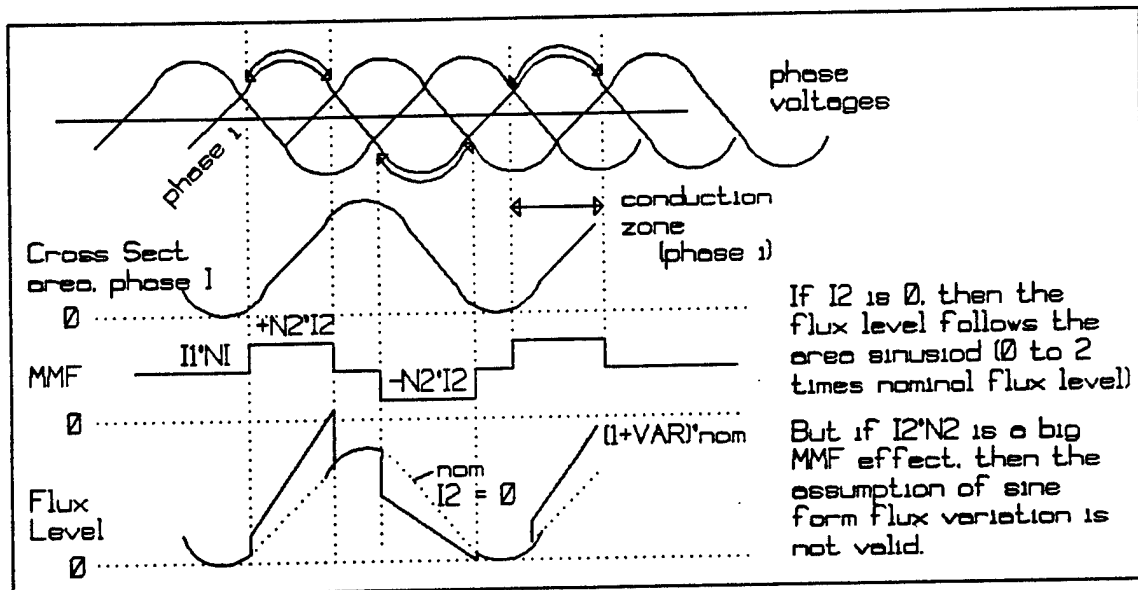 phase
voltages
phase 1
conduction
zone
(phase 1)
Cross Sect
area, phase I
0
+N2*I2
I1*NI
MMF
-N2*I2
0
If I2 is 0, then the
flux level follows the
area sinusiod (0 to 2
times nominal flux level)
(1+VAR)*nom
nom
I2 = 0
Flux
Level
0
But if I2*N2 is a big
MMF effect, then the
assumption of sine
form flux variation is
not valid.